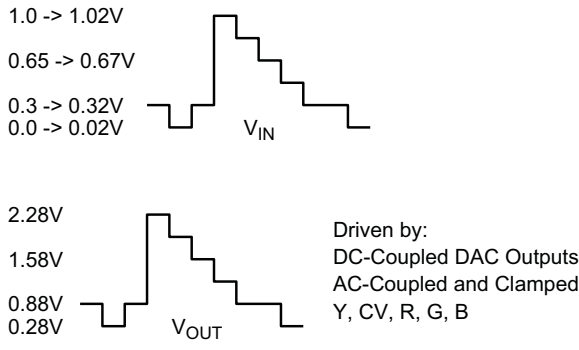 1.0 -> 1.02V
0.65 -> 0.67V
0.3 -> 0.32V
0.0 -> 0.02V
VIN
2.28V
1.58V
0.88V
0.28V
VOUT
Driven by:
DC-Coupled DAC Outputs
AC-Coupled and Clamped
Y, CV, R, G, B